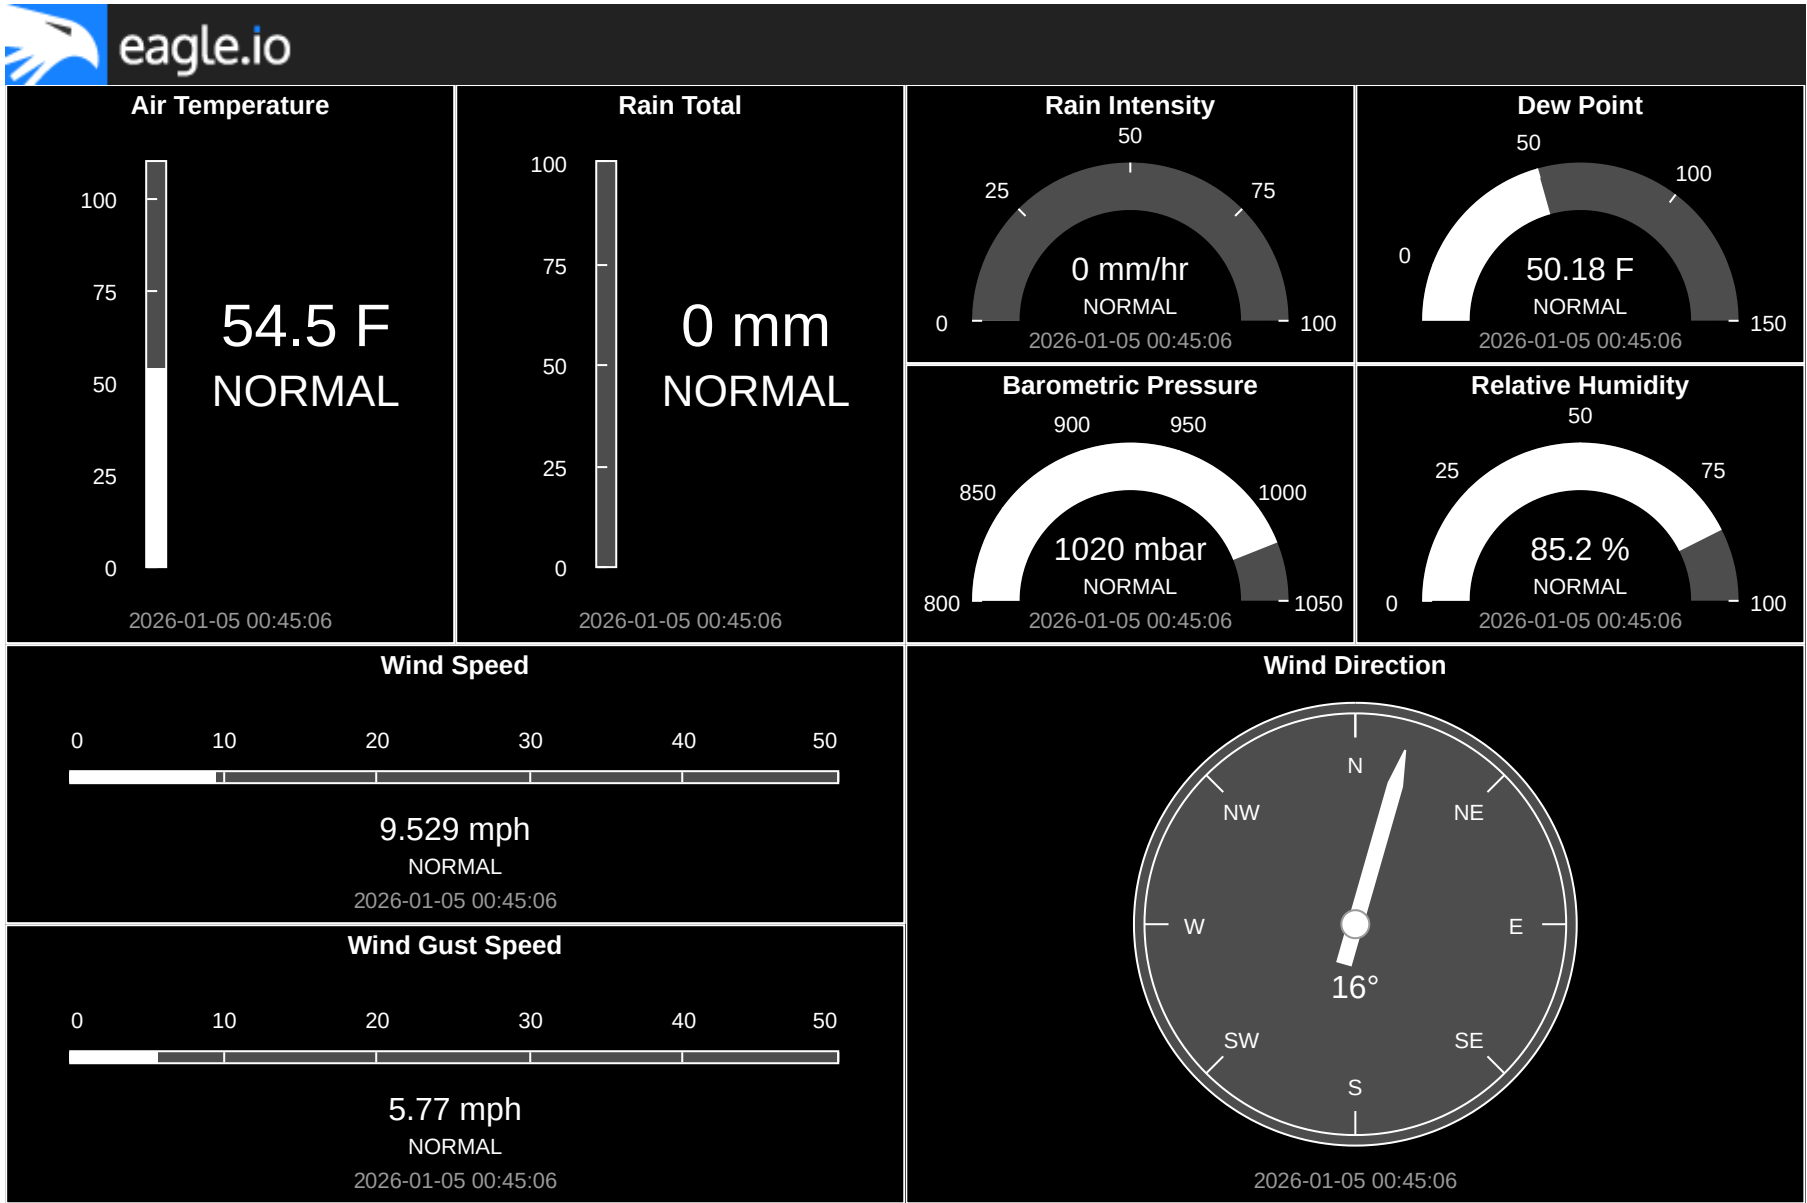 eagle.io
Air Temperature
100
75
50
25
0
54.5 F
NORMAL
2026-01-05 00:45:06
Rain Total
100
75
50
25
0
0 mm
NORMAL
2026-01-05 00:45:06
Rain Intensity
50
25
75
0
100
0 mm/hr
NORMAL
2026-01-05 00:45:06
Dew Point
50
100
0
150
50.18 F
NORMAL
2026-01-05 00:45:06
Barometric Pressure
900
950
850
1000
800
1050
1020 mbar
NORMAL
2026-01-05 00:45:06
Relative Humidity
50
25
75
0
100
85.2 %
NORMAL
2026-01-05 00:45:06
Wind Speed
0 10 20 30 40 50
9.529 mph
NORMAL
2026-01-05 00:45:06
Wind Gust Speed
0 10 20 30 40 50
5.77 mph
NORMAL
2026-01-05 00:45:06
Wind Direction
N
NW
NE
W
E
16°
SW
SE
S
2026-01-05 00:45:06